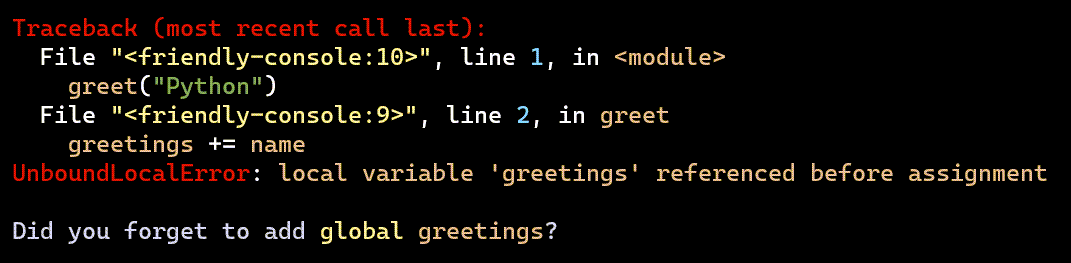 Traceback (most recent call last):
  File "<friendly-console:10>", line 1, in <module>
    greet("Python")
  File "<friendly-console:9>", line 2, in greet
    greetings += name
UnboundLocalError: local variable 'greetings' referenced before assignment

Did you forget to add global greetings?